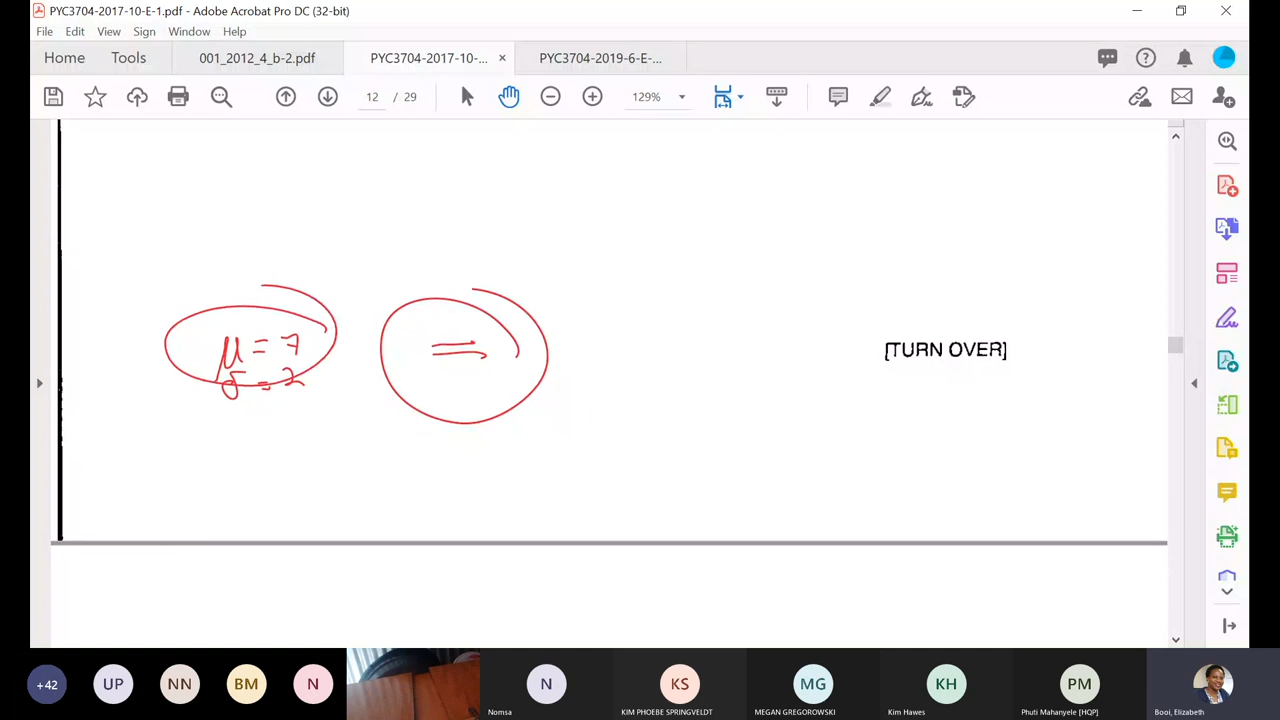 PYC3704-2017-10-E-1.pdf - Adobe Acrobat Pro DC (32-bit)
File Edit View Sign Window Help
Home Tools 001_2012_4_b-2.pdf PYC3704-2017-10-... × PYC3704-2019-6-E-...
12 / 29 129%
μ = 7
σ = 2
=
[TURN OVER]
+42 UP NN BM N N KS MG KH PM
Nomsa KIM PHOEBE SPRINGVELDT MEGAN GREGOROWSKI Kim Hawes Phuti Mahanyele [HQP] Booi, Elizabeth